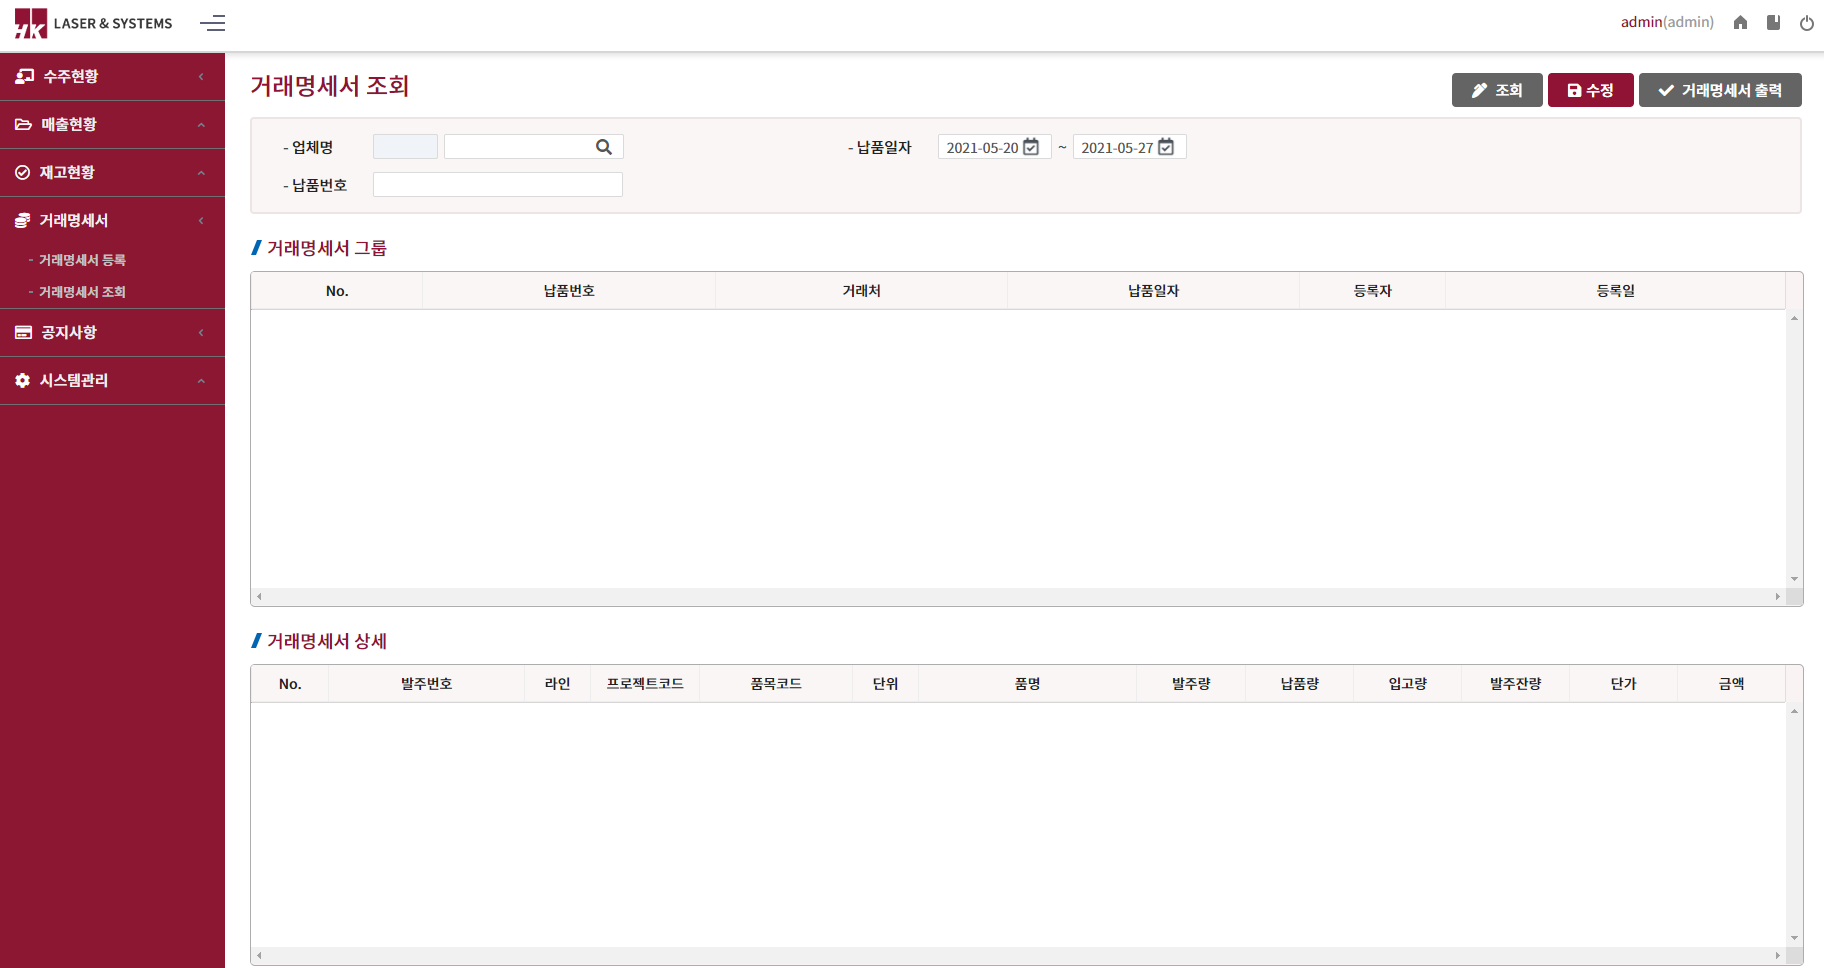 HK LASER & SYSTEMS
admin(admin)
수주현황
매출현황
재고현황
거래명세서
- 거래명세서 등록
- 거래명세서 조회
공지사항
시스템관리
거래명세서 조회
조회
수정
거래명세서 출력
- 업체명
- 납품일자 2021-05-20 ~ 2021-05-27
- 납품번호
거래명세서 그룹
No. 납품번호 거래처 납품일자 등록자 등록일
거래명세서 상세
No. 발주번호 라인 프로젝트코드 품목코드 단위 품명 발주량 납품량 입고량 발주잔량 단가 금액